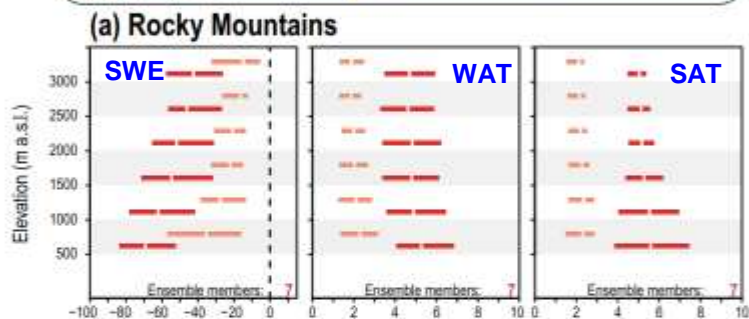 (a) Rocky Mountains
SWE WAT SAT
Elevation (m a.s.l.)
3000
2500
2000
1500
1000
500
Ensemble members: 7 Ensemble members: 7 Ensemble members: 7
−100 −80 −60 −40 −20 0 0 2 4 6 8 10 0 2 4 6 8 10